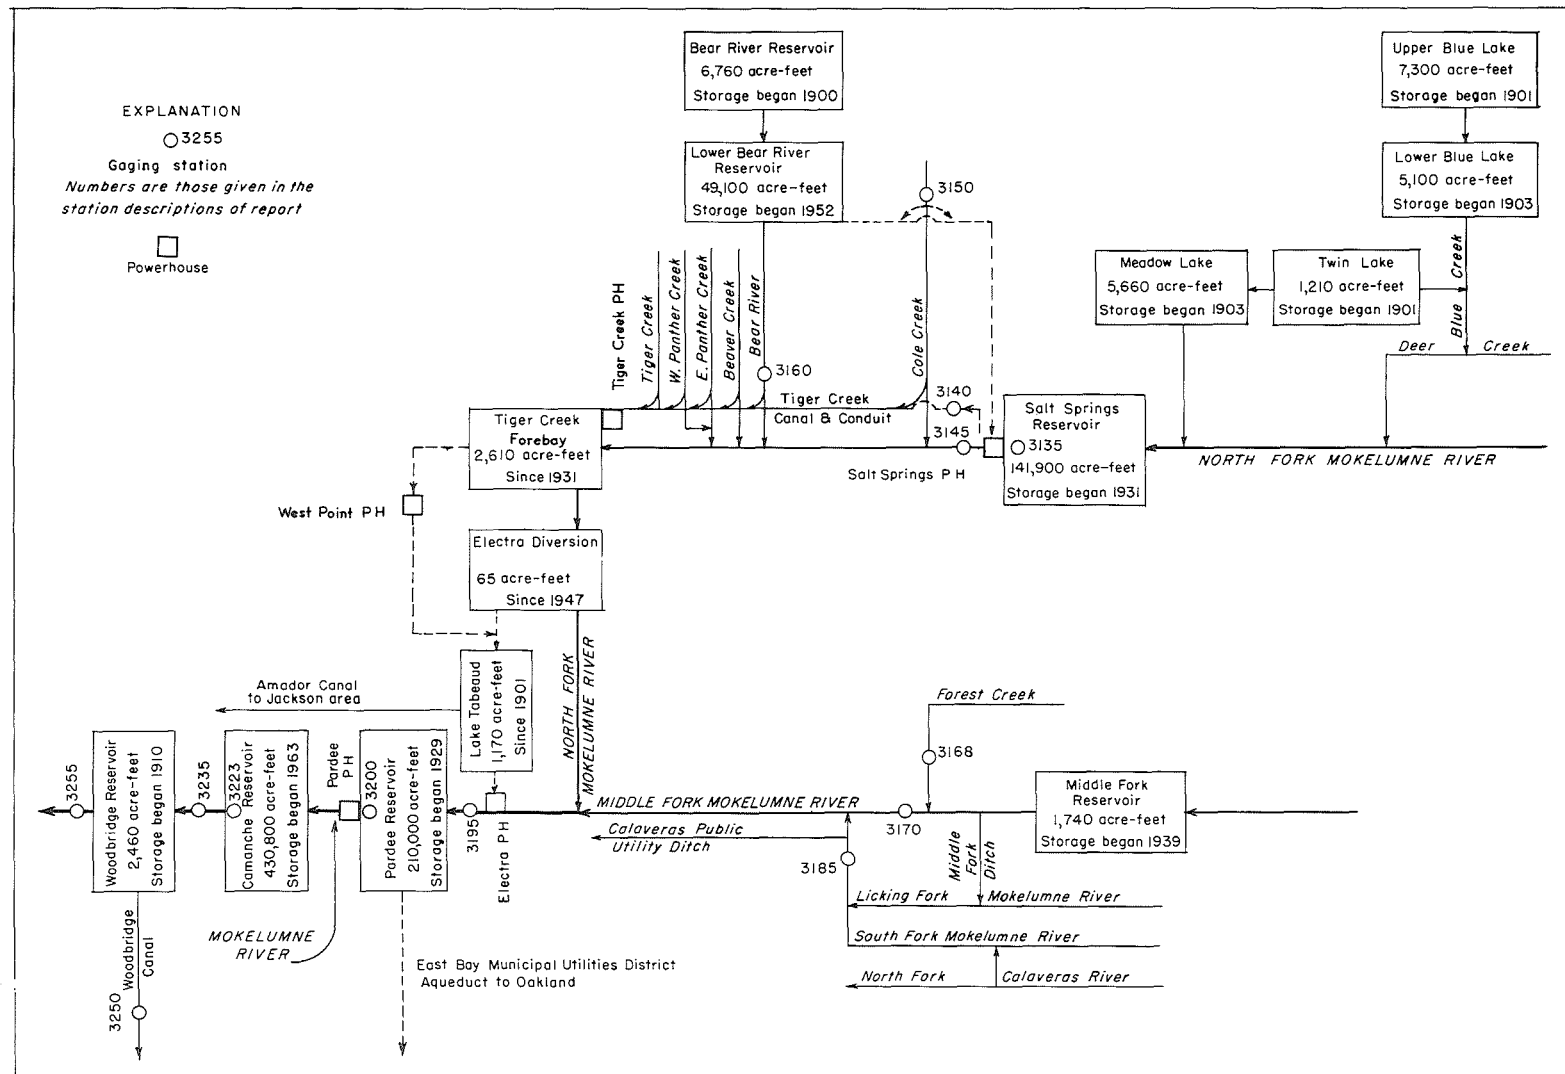 EXPLANATION
3255
Gaging station
Numbers are those given in the
station descriptions of report
Powerhouse
Bear River Reservoir
6,760 acre-feet
Storage began 1900
Lower Bear River
Reservoir
49,100 acre-feet
Storage began 1952
3150
Upper Blue Lake
7,300 acre-feet
Storage began 1901
Lower Blue Lake
5,100 acre-feet
Storage began 1903
Meadow Lake
5,660 acre-feet
Storage began 1903
Twin Lake
1,210 acre-feet
Storage began 1901
Blue Creek
Deer Creek
Tiger Creek PH
Tiger Creek
W. Panther Creek
E. Panther Creek
Beaver Creek
Bear River
Cole Creek
3160
3140
Tiger Creek
Canal & Conduit
3145
Salt Springs PH
Salt Springs
Reservoir
3135
141,900 acre-feet
Storage began 1931
NORTH FORK MOKELUMNE RIVER
Tiger Creek
Forebay
2,610 acre-feet
Since 1931
West Point PH
Electra Diversion
65 acre-feet
Since 1947
NORTH FORK
MOKELUMNE RIVER
Amador Canal
to Jackson area
Lake Tabeaud
1,170 acre-feet
Since 1901
Forest Creek
3168
Middle Fork
Reservoir
1,740 acre-feet
Storage began 1939
MIDDLE FORK MOKELUMNE RIVER
3170
Calaveras Public
Utility Ditch
Middle Fork
Ditch
3185
Licking Fork Mokelumne River
South Fork Mokelumne River
North Fork Calaveras River
3255
Woodbridge Reservoir
2,460 acre-feet
Storage began 1910
3235
3223
Camanche Reservoir
430,800 acre-feet
Storage began 1963
Pardee
PH
3200
Pardee Reservoir
210,000 acre-feet
Storage began 1929
3195
Electra PH
MOKELUMNE
RIVER
Woodbridge
Canal
3250
East Bay Municipal Utilities District
Aqueduct to Oakland